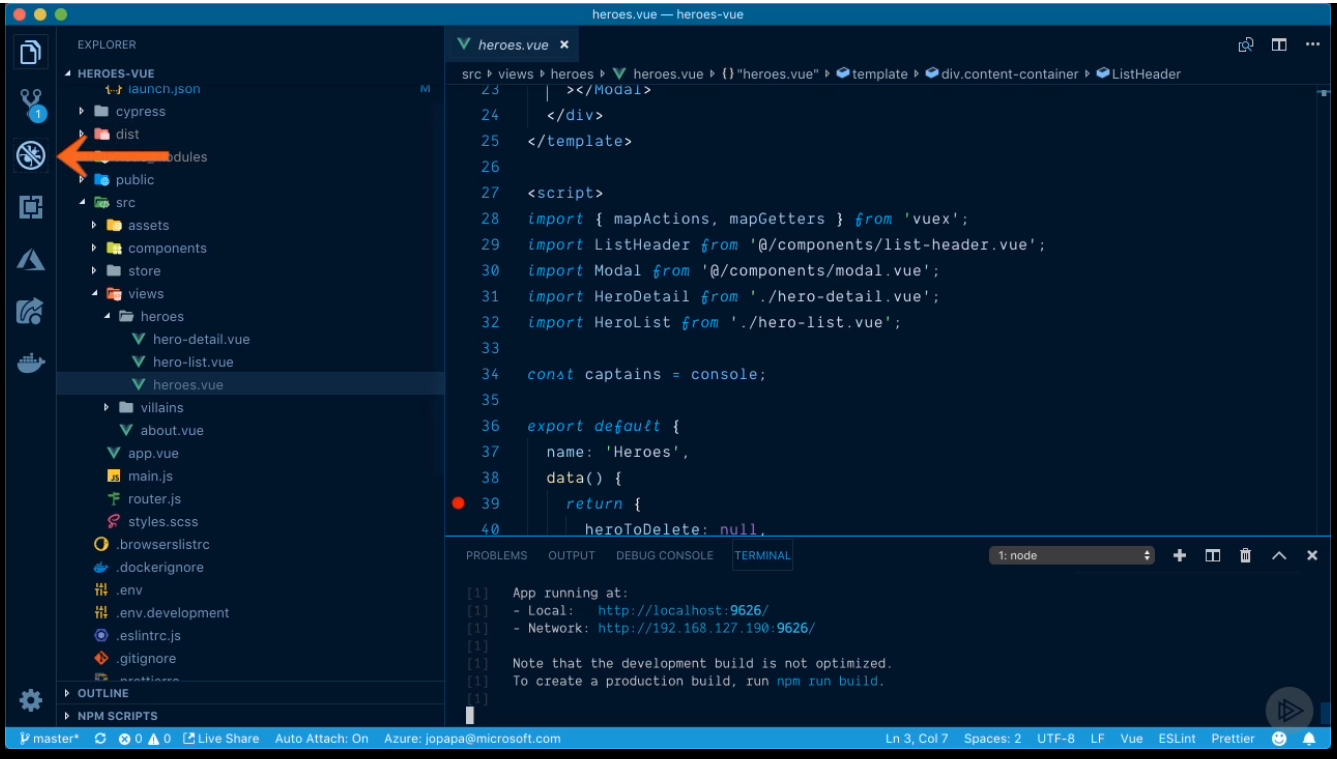 heroes.vue — heroes-vue
EXPLORER
HEROES-VUE
launch.json M
cypress
dist
odules
public
src
assets
components
store
views
heroes
hero-detail.vue
hero-list.vue
heroes.vue
villains
about.vue
app.vue
main.js
router.js
styles.scss
.browserslistrc
.dockerignore
.env
.env.development
.eslintrc.js
.gitignore
OUTLINE
NPM SCRIPTS
1
heroes.vue
src views heroes heroes.vue {} "heroes.vue" template div.content-container ListHeader
23 ></Modal>
24 </div>
25 </template>
26
27 <script>
28 import { mapActions, mapGetters } from 'vuex';
29 import ListHeader from '@/components/list-header.vue';
30 import Modal from '@/components/modal.vue';
31 import HeroDetail from './hero-detail.vue';
32 import HeroList from './hero-list.vue';
33
34 const captains = console;
35
36 export default {
37 name: 'Heroes',
38 data() {
39 return {
40 heroToDelete: null,
PROBLEMS OUTPUT DEBUG CONSOLE TERMINAL 1: node
[1] App running at:
[1] - Local: http://localhost:9626/
[1] - Network: http://192.168.127.190:9626/
[1]
[1] Note that the development build is not optimized.
[1] To create a production build, run npm run build.
[1]
master* 0 0 Live Share Auto Attach: On Azure: jopapa@microsoft.com Ln 3, Col 7 Spaces: 2 UTF-8 LF Vue ESLint Prettier